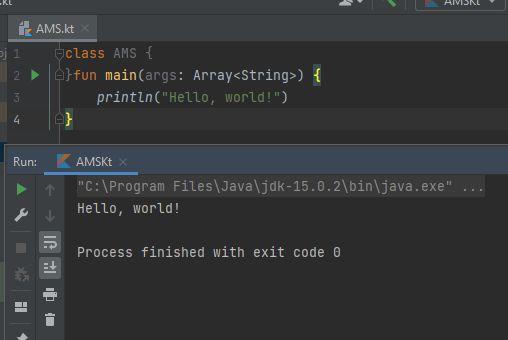 .kt
AMSKt
AMS.kt
1 class AMS {
2 }fun main(args: Array<String>) {
3 println("Hello, world!")
4 }
Run: AMSKt
"C:\Program Files\Java\jdk-15.0.2\bin\java.exe" ...
Hello, world!
Process finished with exit code 0